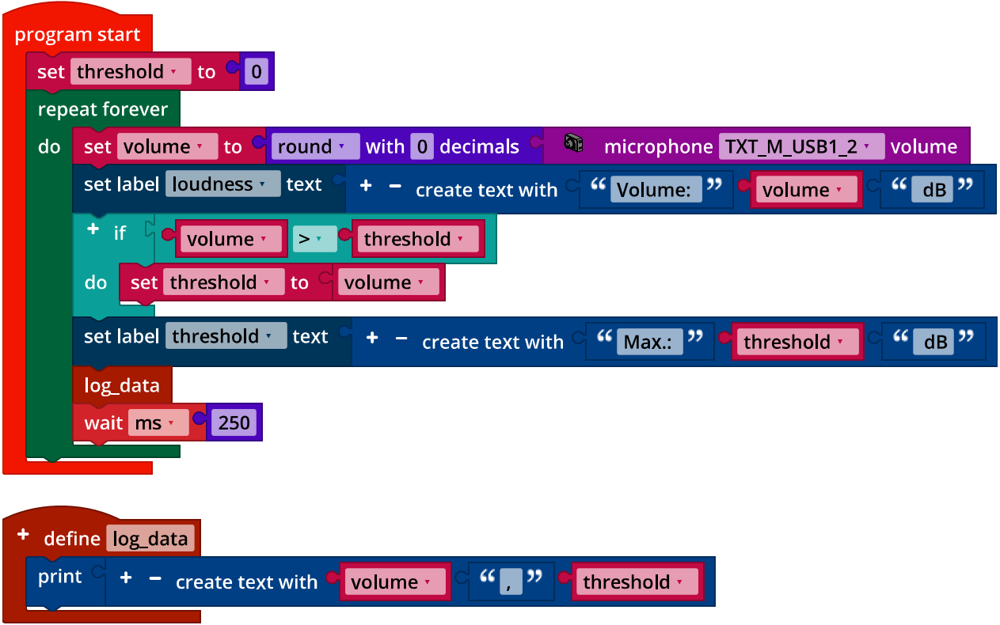 program start
set threshold to 0
repeat forever
do set volume to round with 0 decimals microphone TXT_M_USB1_2 volume
set label loudness text + − create text with “ Volume: ” volume “ dB ”
+ if volume > threshold
do set threshold to volume
set label threshold text + − create text with “ Max.: ” threshold “ dB ”
log_data
wait ms 250
+ define log_data
print + − create text with volume “ , ” threshold